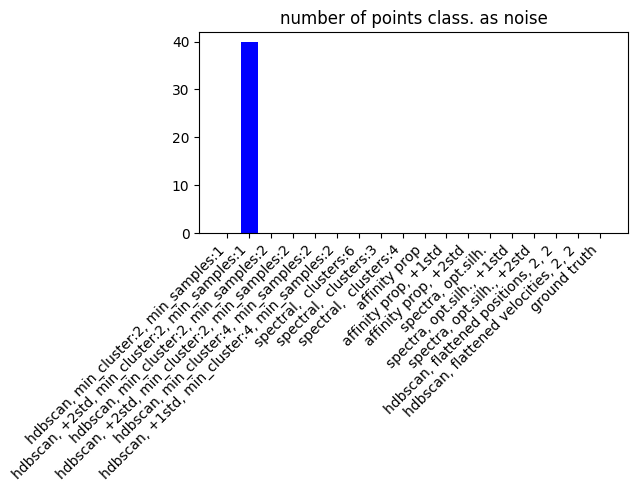 number of points class. as noise
40
30
20
10
0
hdbscan, min_cluster:2, min_samples:1
hdbscan, +2std, min_cluster:2, min_samples:1
hdbscan, min_cluster:2, min_samples:2
hdbscan, +2std, min_cluster:2, min_samples:2
hdbscan, min_cluster:4, min_samples:2
hdbscan, +1std, min_cluster:4, min_samples:2
spectral,  clusters:6
spectral,  clusters:3
spectral,  clusters:4
affinity prop
affinity prop, +1std
affinity prop, +2std
spectra, opt.silh.
spectra, opt.silh., +1std
spectra, opt.silh., +2std
hdbscan, flattened positions, 2, 2
hdbscan, flattened velocities, 2, 2
ground truth